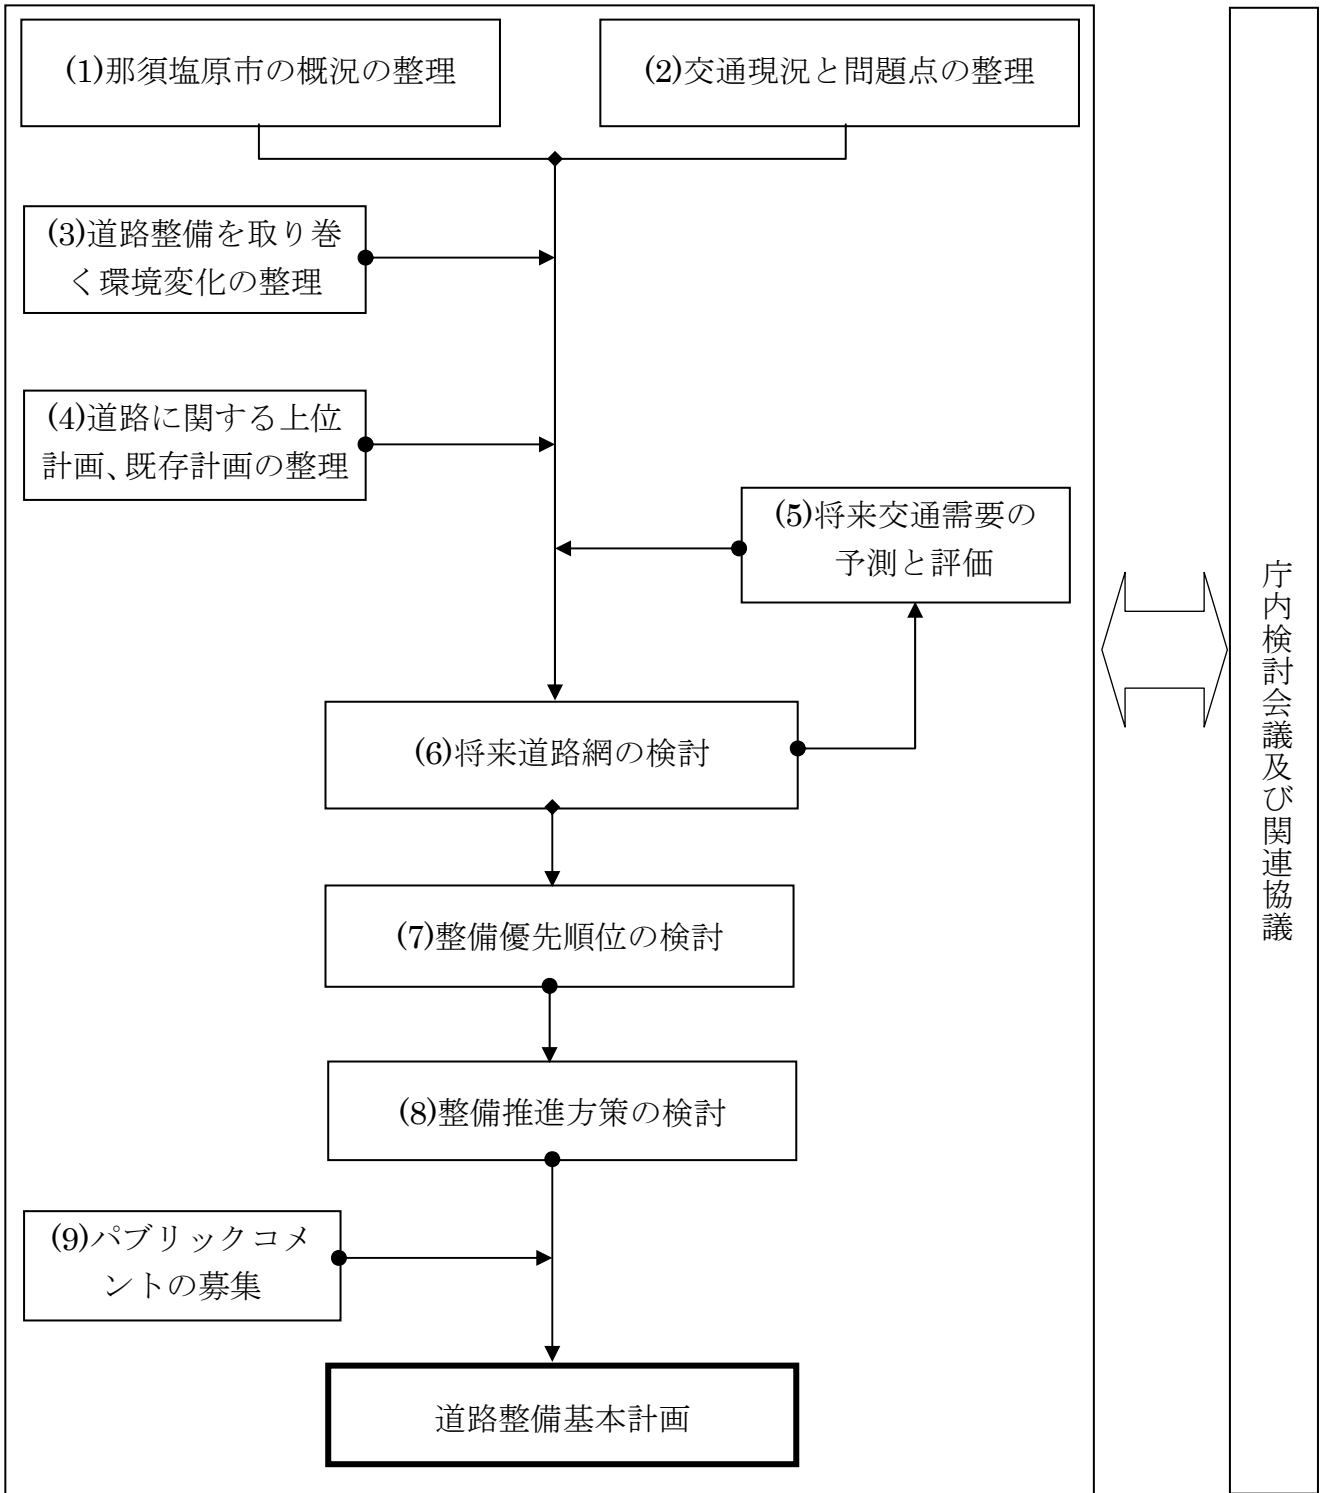 (1)那須塩原市の概況の整理
(2)交通現況と問題点の整理
(3)道路整備を取り巻
く環境変化の整理
(4)道路に関する上位
計画、既存計画の整理
(5)将来交通需要の
予測と評価
(6)将来道路網の検討
(7)整備優先順位の検討
(8)整備推進方策の検討
(9)パブリックコメ
ントの募集
道路整備基本計画
庁内検討会議及び関連協議